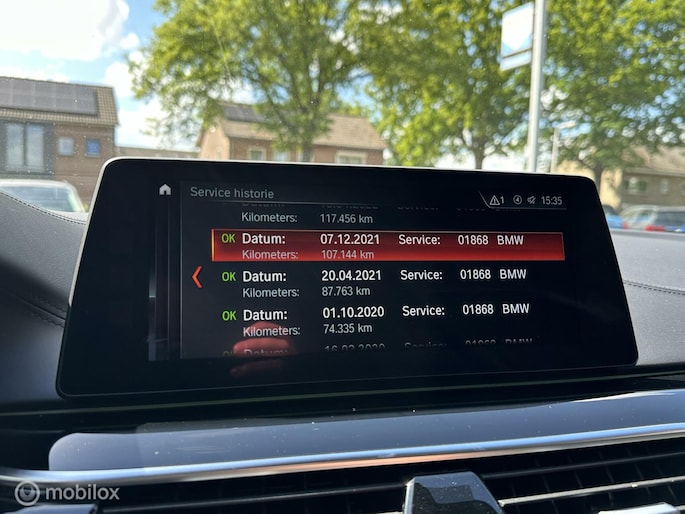 Service historie
1 15:35
Kilometers: 117.456 km
OK Datum: 07.12.2021 Service: 01868 BMW
Kilometers: 107.144 km
OK Datum: 20.04.2021 Service: 01868 BMW
Kilometers: 87.763 km
OK Datum: 01.10.2020 Service: 01868 BMW
Kilometers: 74.335 km
mobilox